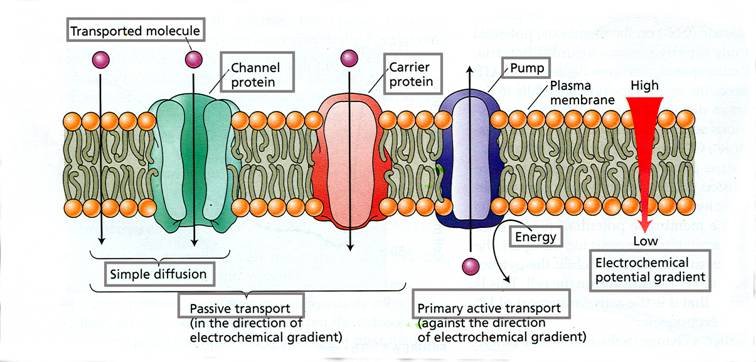 Transported molecule
Channel
protein
Carrier
protein
Pump
Plasma
membrane
High
Energy
Low
Electrochemical
potential gradient
Simple diffusion
Passive transport
(in the direction of
electrochemical gradient)
Primary active transport
(against the direction
of electrochemical gradient)